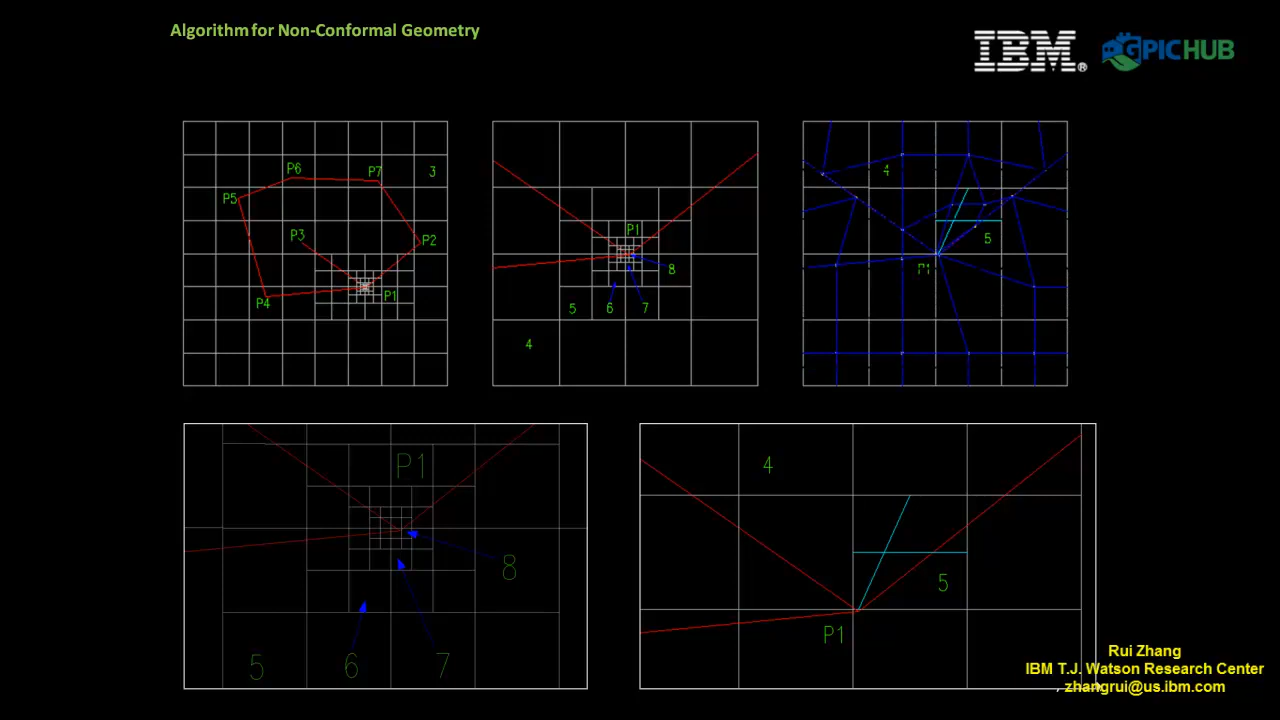 Algorithm for Non-Conformal Geometry
IBM®
GPICHUB
P6
P7
3
P5
P3
P2
P4
P1
P1
8
5
6
7
4
4
5
P1
P1
8
5
6
7
4
5
P1
Rui Zhang
IBM T.J. Watson Research Center
zhangrui@us.ibm.com